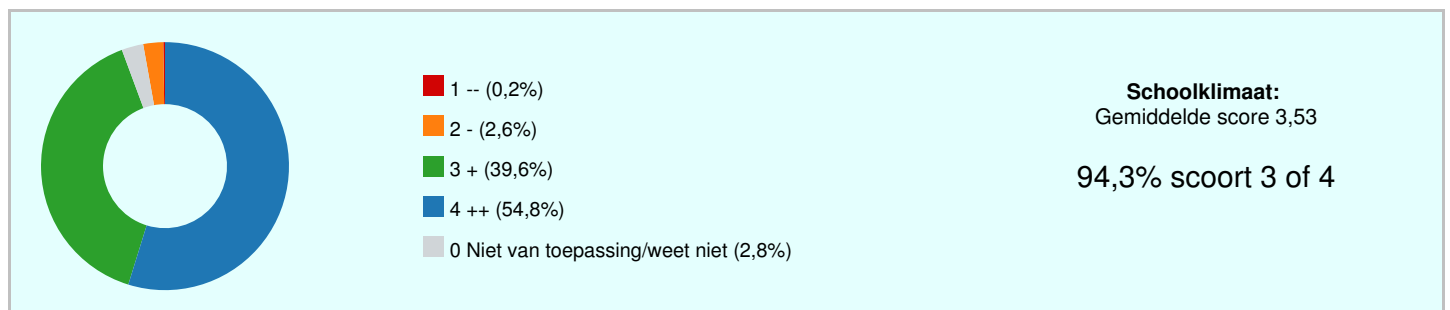 1 -- (0,2%)
2 - (2,6%)
3 + (39,6%)
4 ++ (54,8%)
0 Niet van toepassing/weet niet (2,8%)
Schoolklimaat:
Gemiddelde score 3,53
94,3% scoort 3 of 4